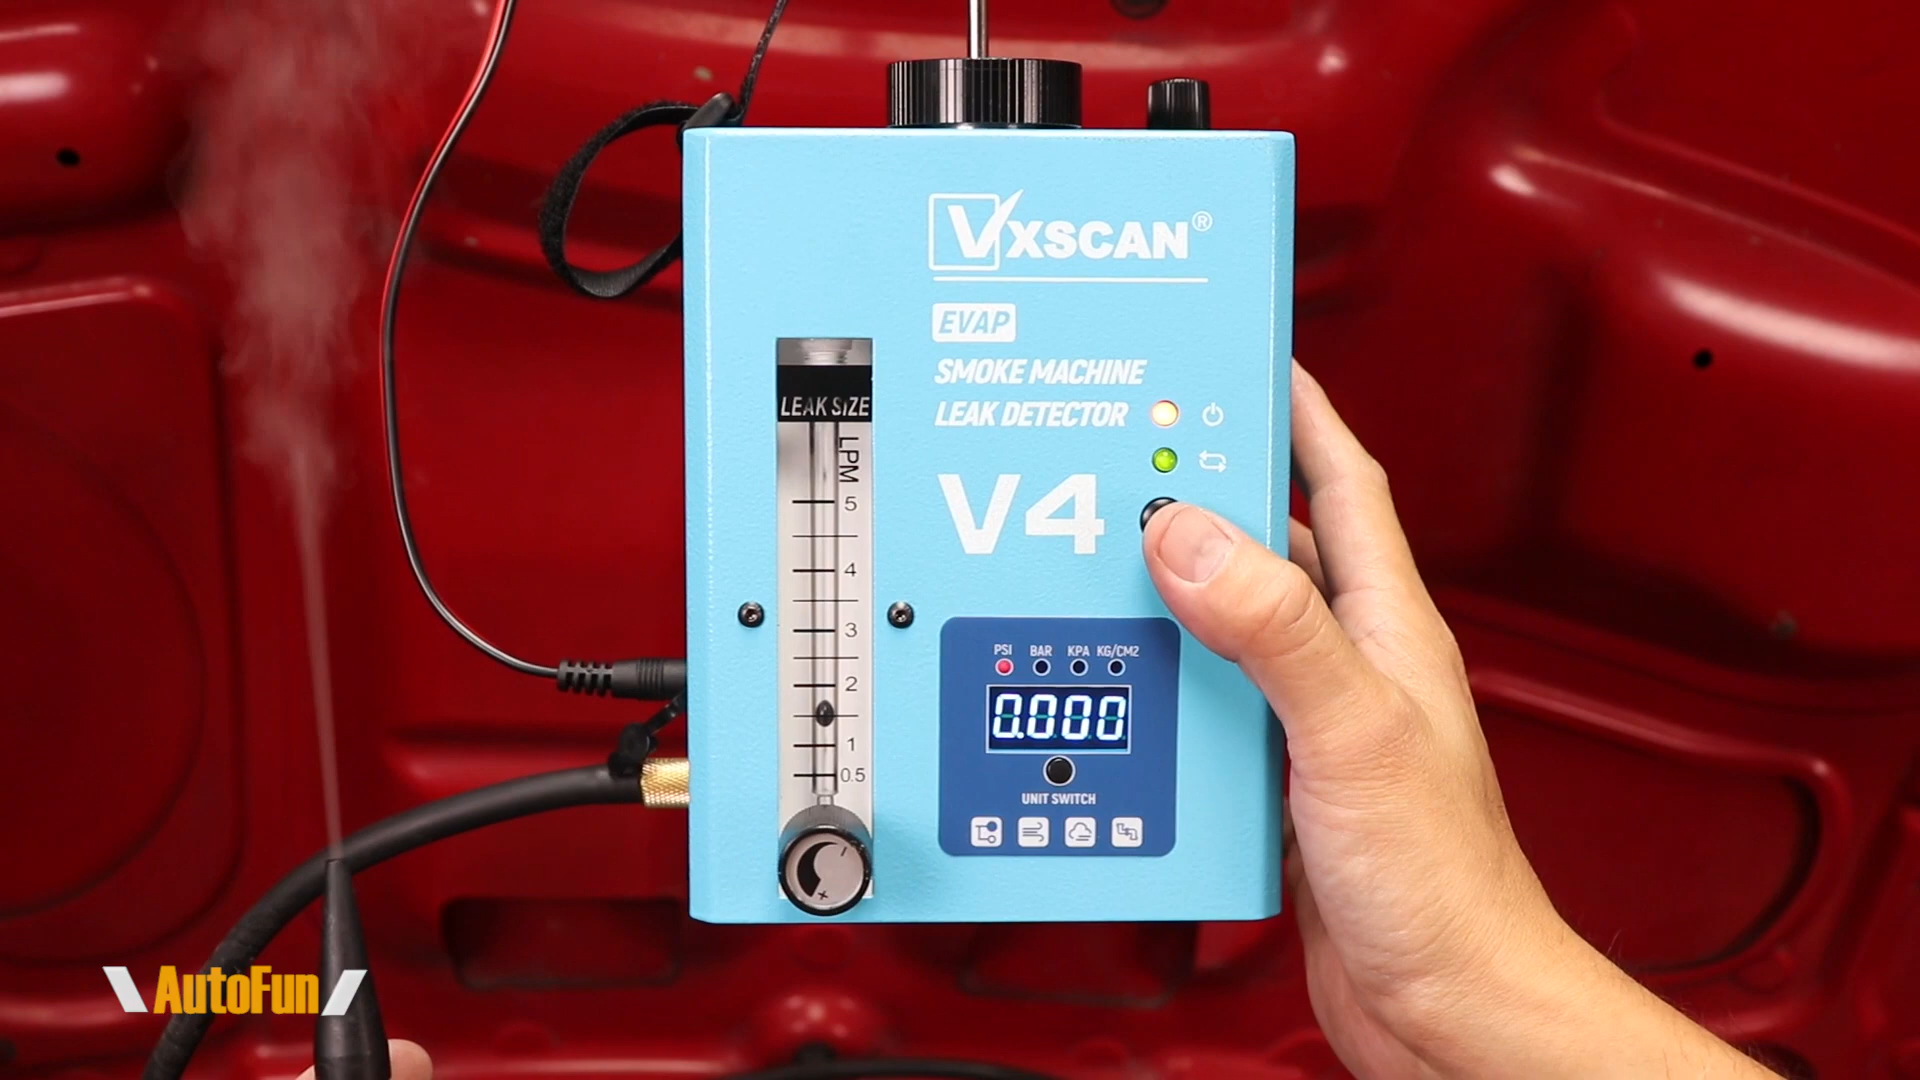 VXSCAN®
EVAP
SMOKE MACHINE
LEAK DETECTOR
V4
LEAK SIZE
LPM
5
4
3
2
1
0.5
- +
PSI BAR KPA KG/CM2
0.000
UNIT SWITCH
AutoFun